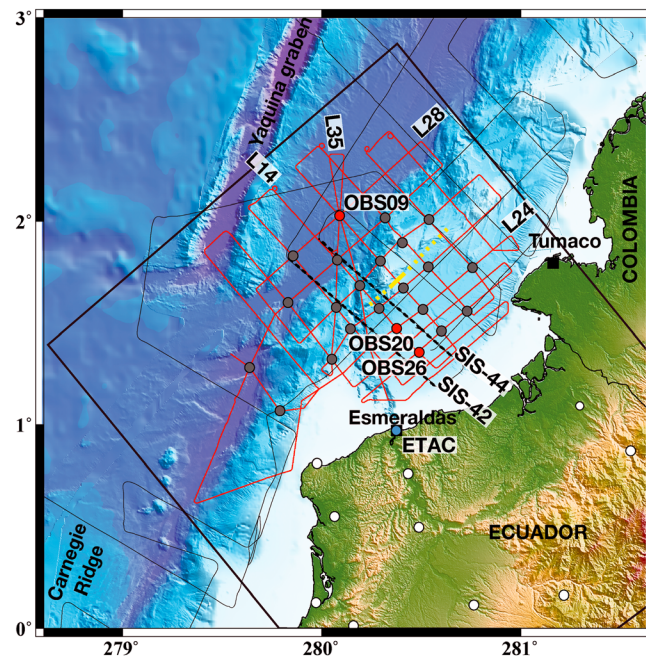 3°
Yaquina graben
L35
L28
L14
OBS09
L24
2°
Tumaco
COLOMBIA
OBS20
SIS-44
OBS26
SIS-42
1°
Esmeraldas
ETAC
Carnegie
Ridge
ECUADOR
0°
279°
280°
281°